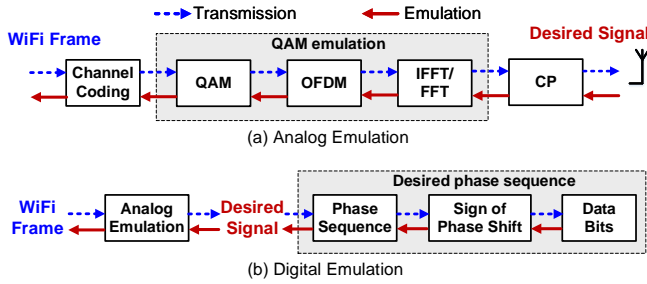 Transmission Emulation
WiFi Frame QAM emulation Desired Signal
Channel Coding QAM OFDM IFFT/ FFT CP
(a) Analog Emulation
Desired phase sequence
WiFi Frame Analog Emulation Desired Signal Phase Sequence Sign of Phase Shift Data Bits
(b) Digital Emulation